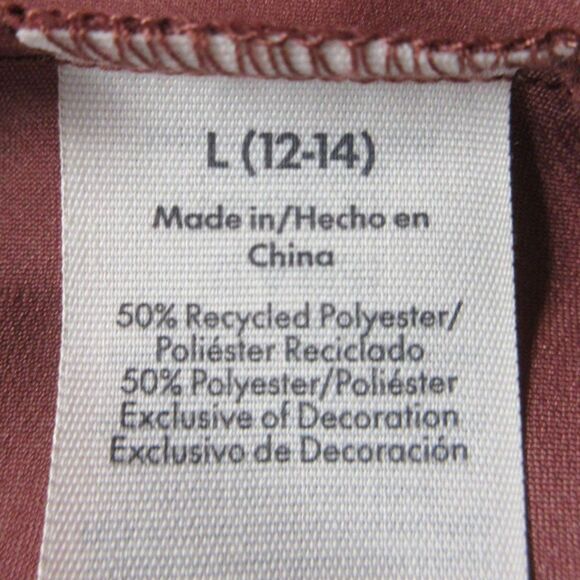 L (12-14)
Made in/Hecho en
China
50% Recycled Polyester/
Poliéster Reciclado
50% Polyester/Poliéster
Exclusive of Decoration
Exclusivo de Decoración